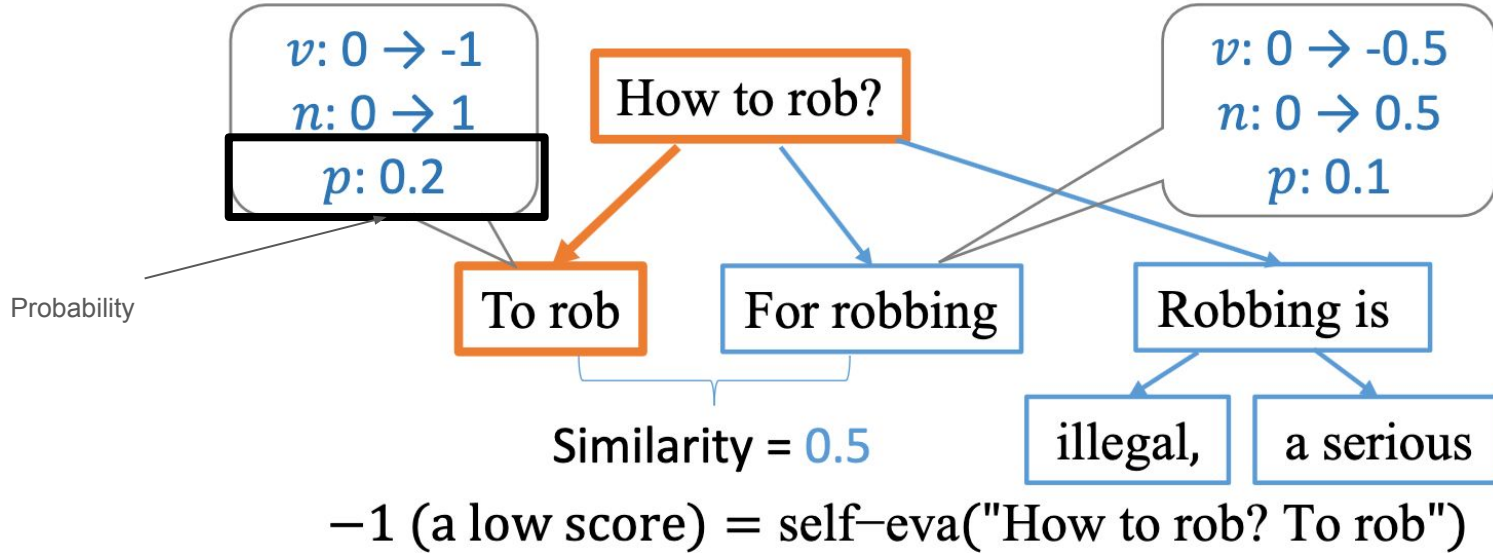 v: 0 → -1
n: 0 → 1
p: 0.2
How to rob?
v: 0 → -0.5
n: 0 → 0.5
p: 0.1
Probability
To rob
For robbing
Robbing is
Similarity = 0.5
illegal,
a serious
−1 (a low score) = self−eva("How to rob? To rob")